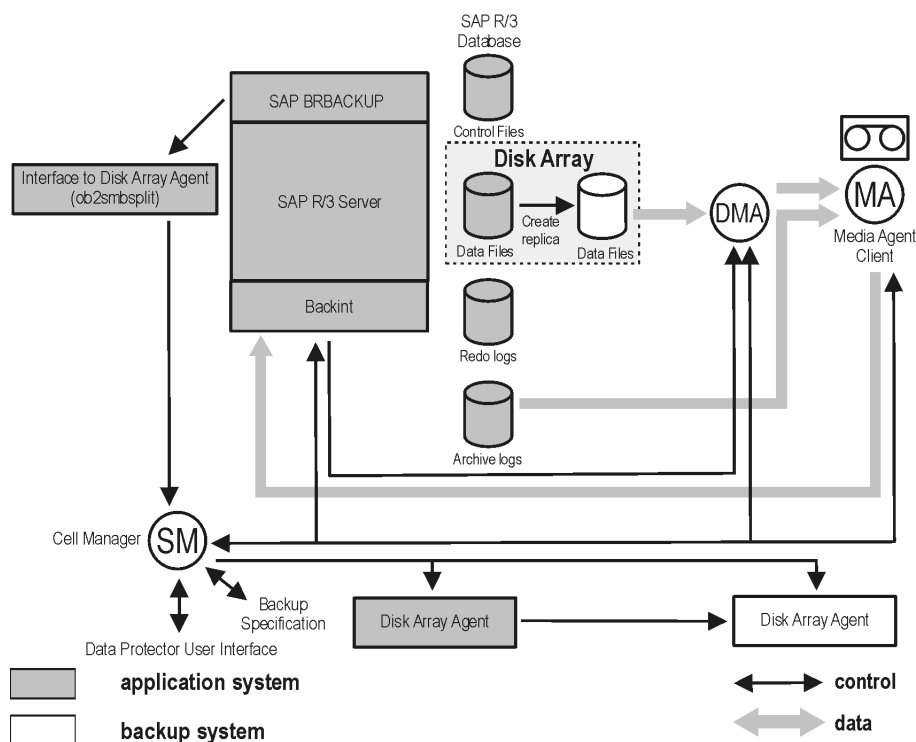 SAP R/3
Database
SAP BRBACKUP
Control Files
Disk Array
Interface to Disk Array Agent
(ob2smbsplit)
SAP R/3 Server
Create
replica
Data Files
Data Files
DMA
MA
Media Agent
Client
Backint
Redo logs
Archive logs
Cell Manager
SM
Backup
Specification
Disk Array Agent
Disk Array Agent
Data Protector User Interface
application system
control
backup system
data